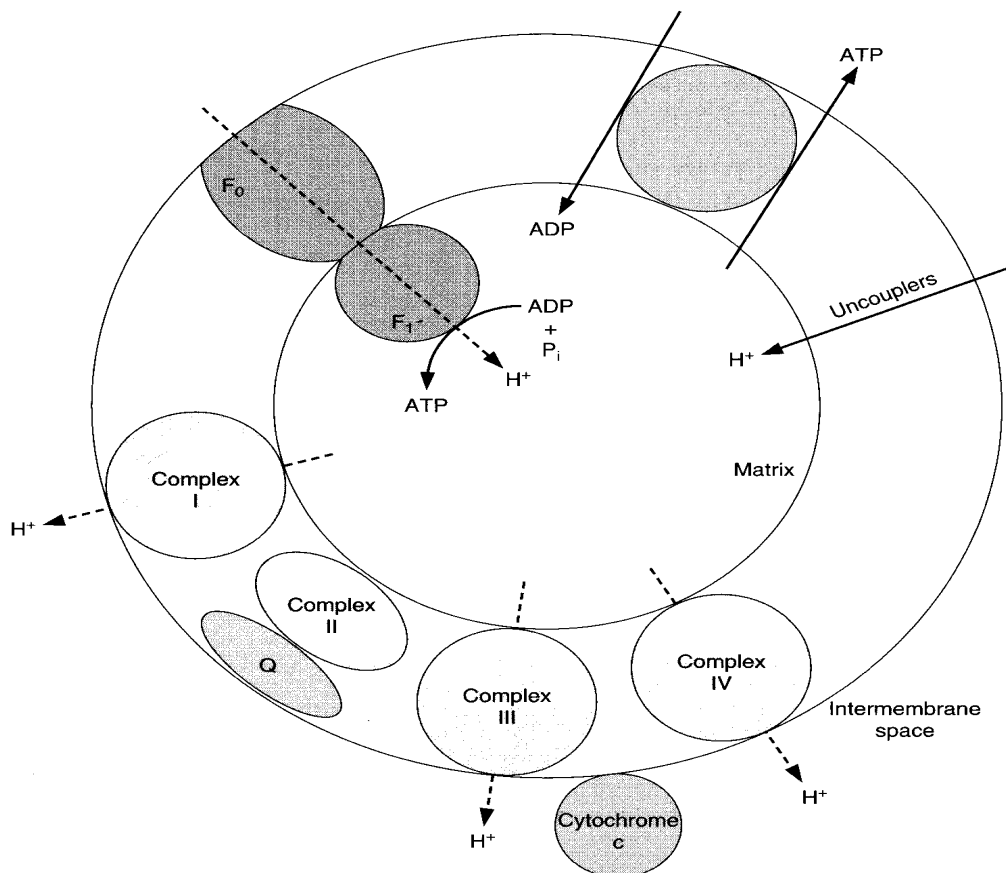 ATP
F₀
ADP
Uncouplers
ADP
+
Pᵢ
F₁
H⁺
H⁺
ATP
Matrix
Complex
I
H⁺
Complex
II
Q
Complex
III
Complex
IV
Intermembrane
space
H⁺
H⁺
Cytochrome
c